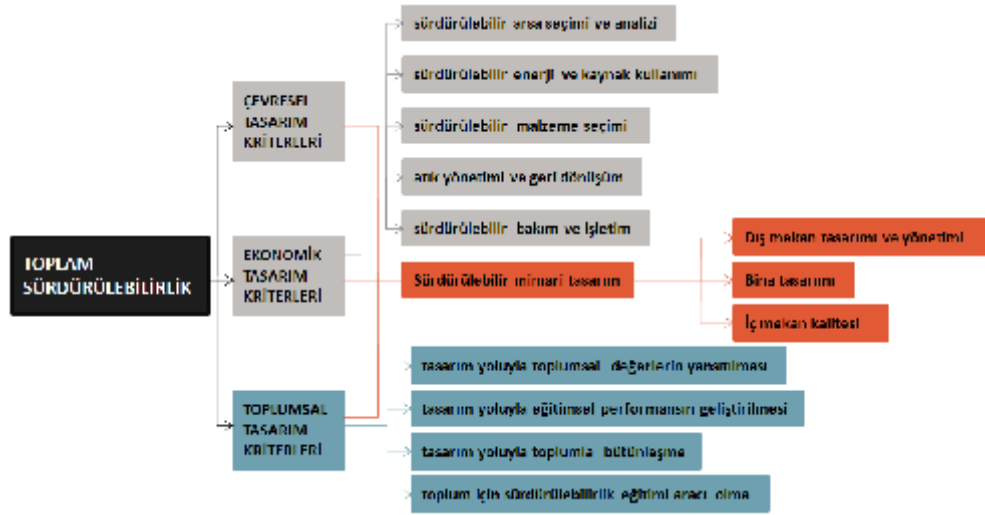 TOPLAM
SÜRDÜRÜLEBİLİRLİK
ÇEVRESEL
TASARIM
KRİTERLERİ
EKONOMİK
TASARIM
KRİTERLERİ
TOPLUMSAL
TASARIM
KRİTERLERİ
sürdürülebilir arsa seçimi ve analizi
sürdürülebilir enerji ve kaynak kullanımı
sürdürülebilir malzeme seçimi
atık yönetimi ve geri dönüşüm
sürdürülebilir bakım ve işletim
Sürdürülebilir mimari tasarım
Dış mekan tasarımı ve yönetimi
Bina tasarımı
İç mekan kalitesi
tasarım yoluyla toplumsal değerlerin yansıtılması
tasarım yoluyla eğitimsel performansın geliştirilmesi
tasarım yoluyla toplumla bütünleşme
toplum için sürdürülebilirlik eğitimi aracı olma